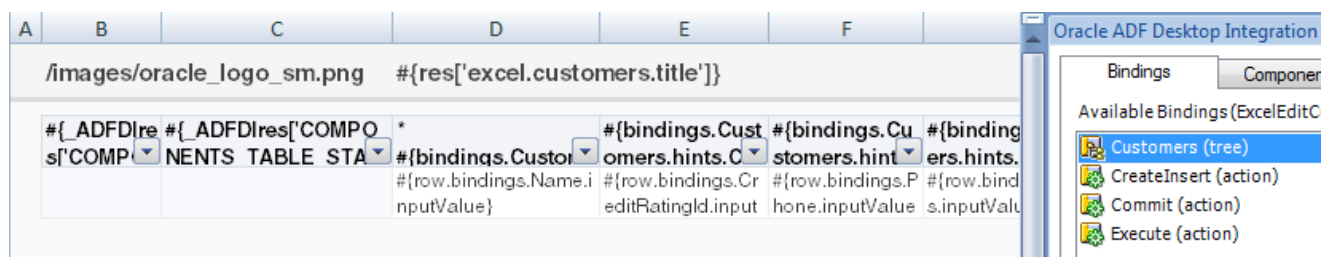 A B C D E F
Oracle ADF Desktop Integration
/images/oracle_logo_sm.png #{res['excel.customers.title']}
Bindings Componen
Available Bindings (ExcelEditC
#{_ADFDIre #{_ADFDIres['COMPO * #{bindings.Cust #{bindings.Cu #{binding
s['COMP NENTS_TABLE_STA #{bindings.Custo omers.hints.C stomers.hint ers.hints.
#{row.bindings.Name.i #{row.bindings.Cr #{row.bindings.P #{row.bind
nputValue} editRatingId.input hone.inputValue s.inputValu
Customers (tree)
CreateInsert (action)
Commit (action)
Execute (action)